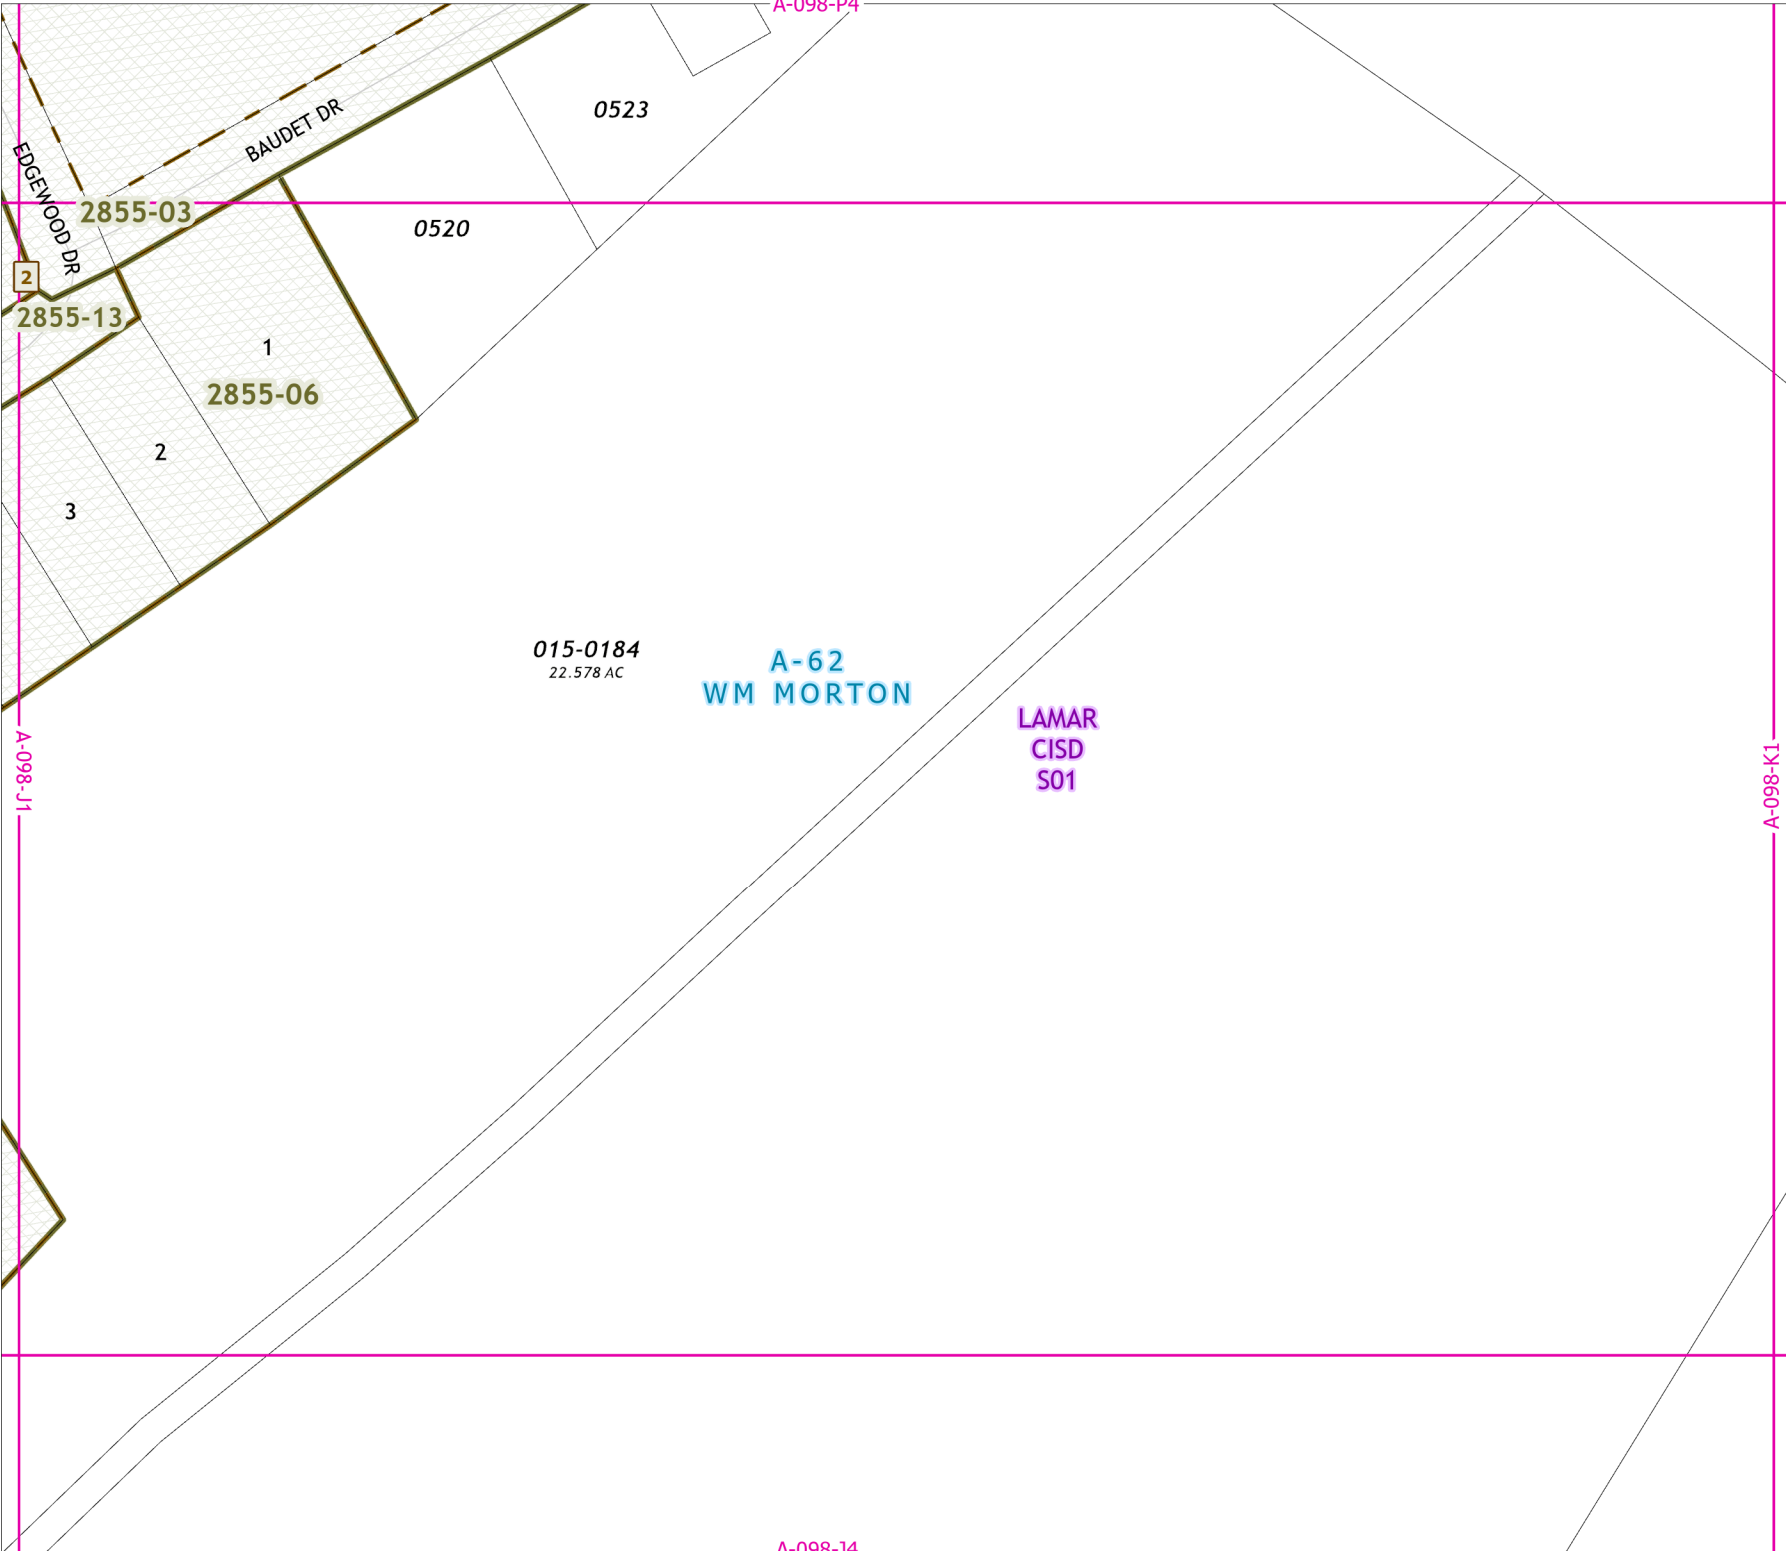 A-098-P4
0523
BAUDET DR
EDGEWOOD DR
2855-03
0520
2
2855-13
1
2855-06
2
3
015-0184
22.578 AC
A-62
WM MORTON
LAMAR
CISD
S01
A-098-J1
A-098-K1
A-098-J4